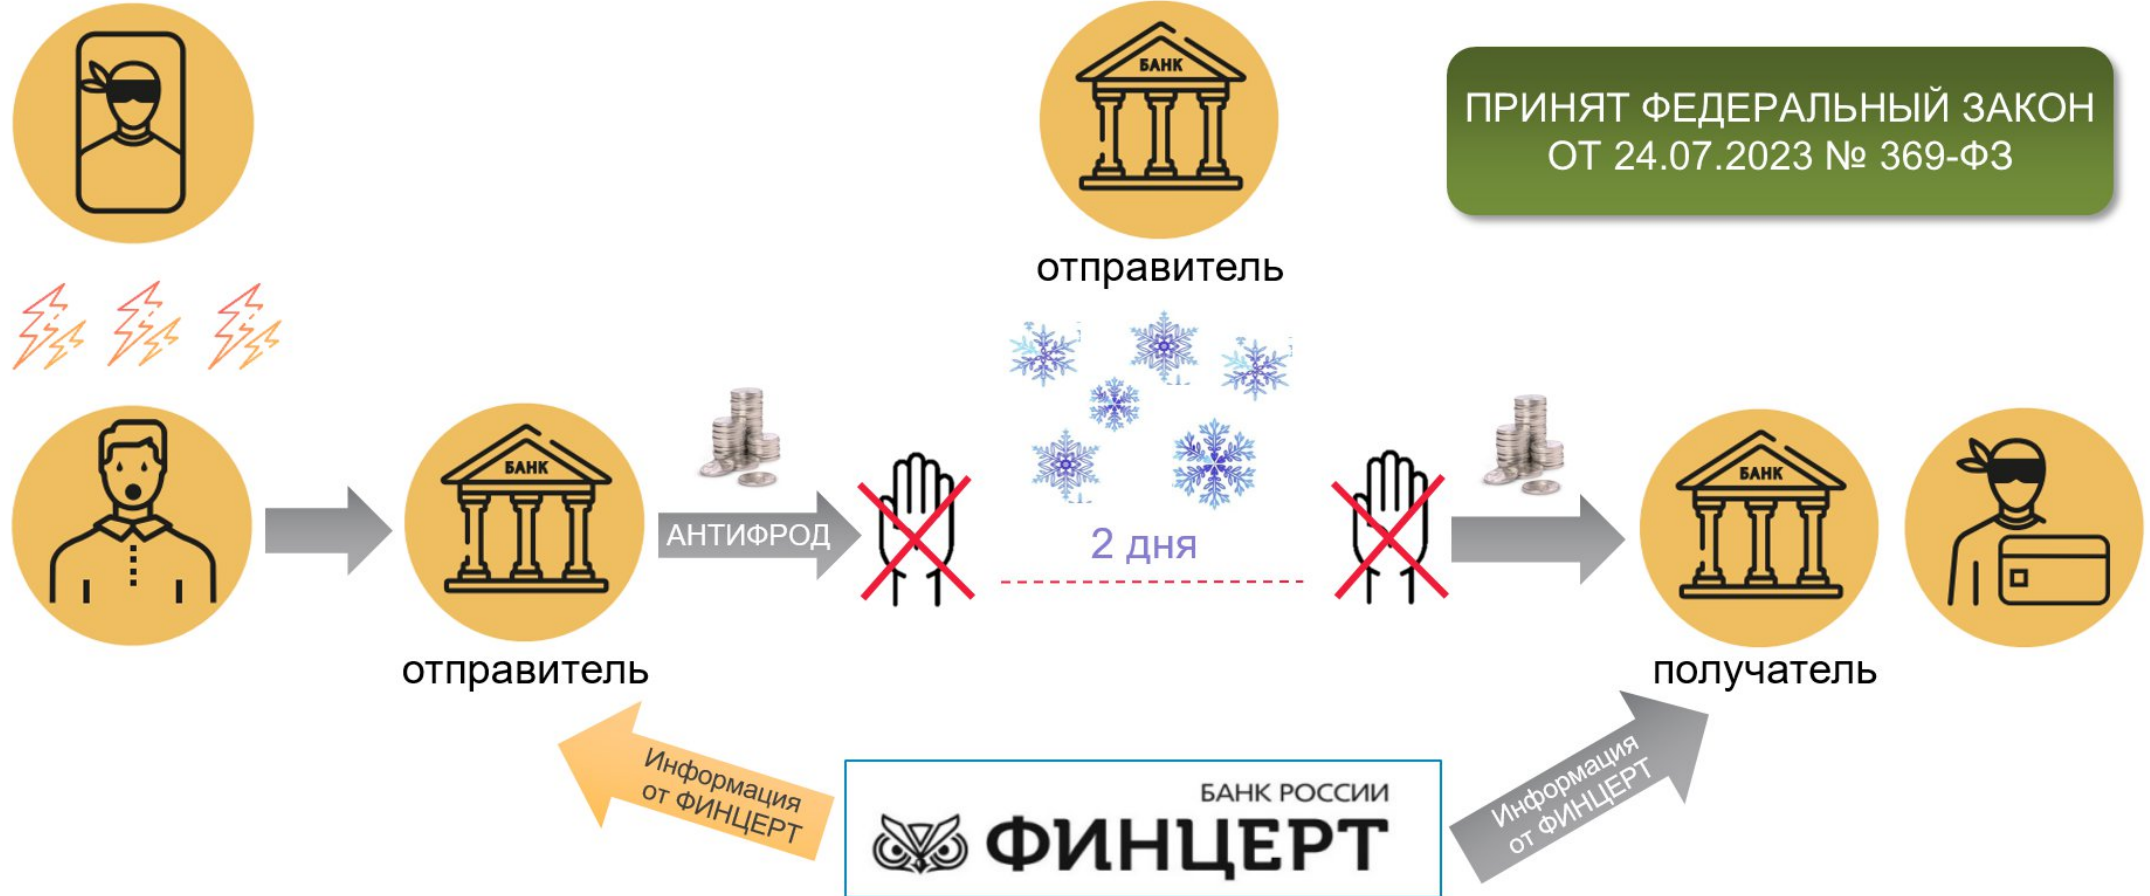 БАНК
ПРИНЯТ ФЕДЕРАЛЬНЫЙ ЗАКОН
ОТ 24.07.2023 № 369-ФЗ
отправитель
БАНК
АНТИФРОД
2 дня
БАНК
отправитель
получатель
Информация
от ФИНЦЕРТ
БАНК РОССИИ
ФИНЦЕРТ
Информация
от ФИНЦЕРТ